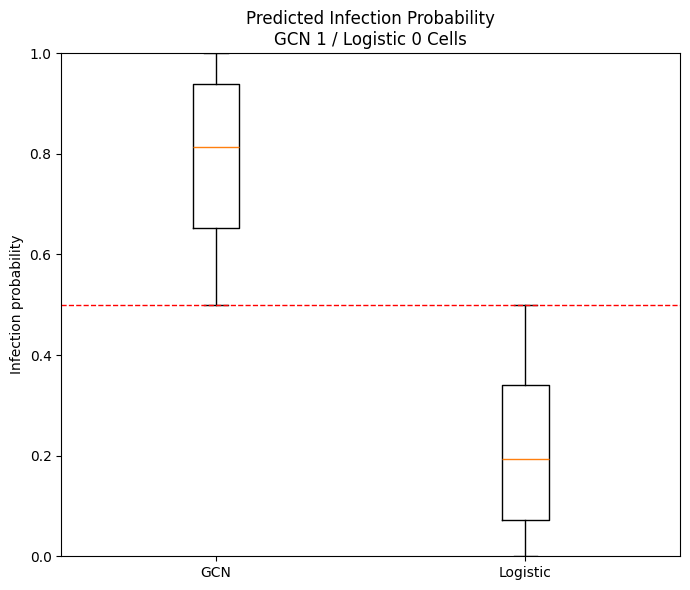 Predicted Infection Probability
GCN 1 / Logistic 0 Cells
Infection probability
1.0
0.8
0.6
0.4
0.2
0.0
GCN
Logistic